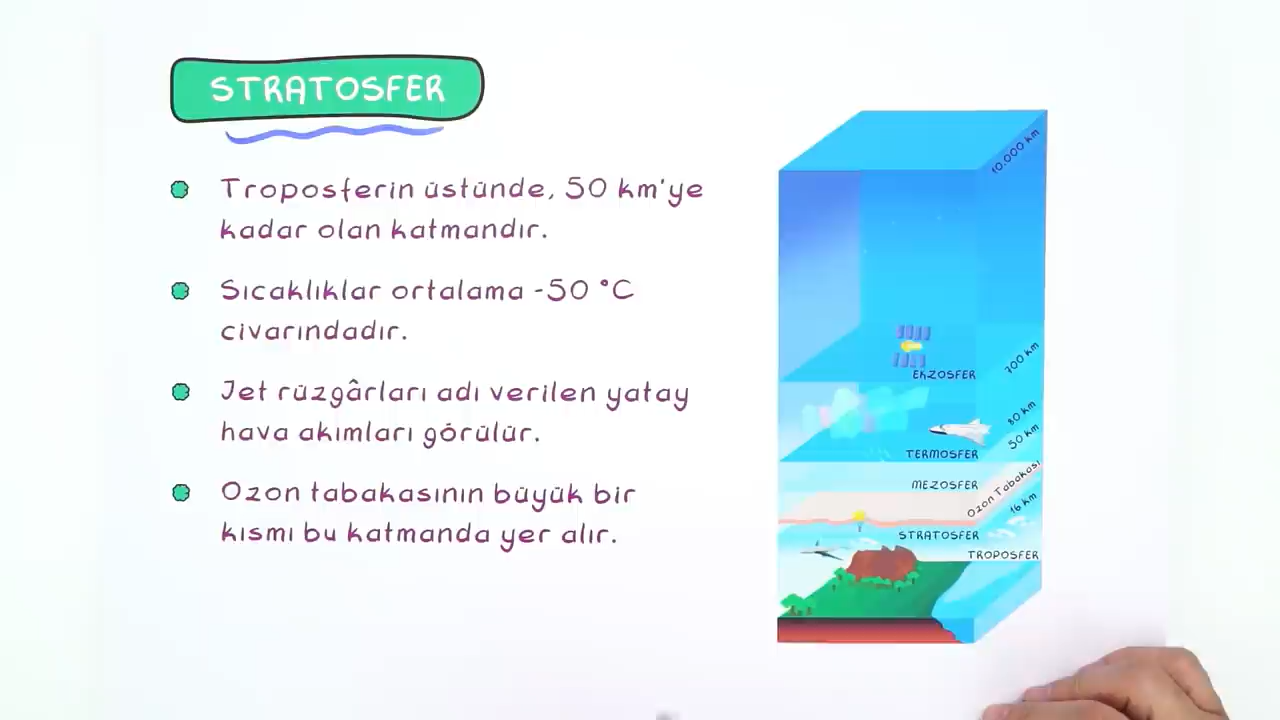 STRATOSFER
Troposferin üstünde, 50 km'ye
kadar olan katmandır.
Sıcaklıklar ortalama -50 °C
civarındadır.
Jet rüzgârları adı verilen yatay
hava akımları görülür.
Ozon tabakasının büyük bir
kısmı bu katmanda yer alır.
10.000 km
EKZOSFER
300 km
80 km
TERMOSFER
50 km
MEZOSFER
Ozon Tabakası
16 km
STRATOSFER
TROPOSFER